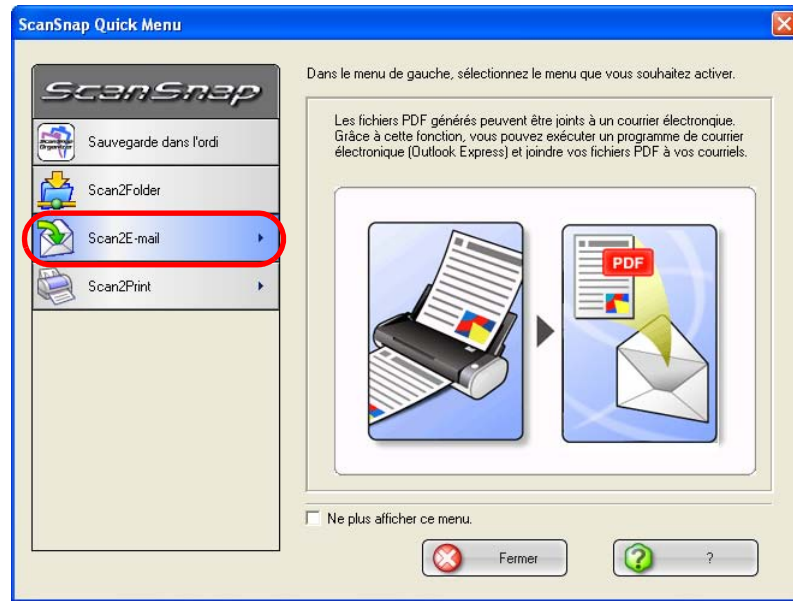 ScanSnap Quick Menu
ScanSnap
Dans le menu de gauche, sélectionnez le menu que vous souhaitez activer.
Sauvegarde dans l'ordi
Scan2Folder
Scan2E-mail
Scan2Print
Les fichiers PDF générés peuvent être joints à un courrier électronqiue.
Grâce à cette fonction, vous pouvez exécuter un programme de courrier
électronique (Outlook Express) et joindre vos fichiers PDF à vos courriels.
PDF
Ne plus afficher ce menu.
Fermer
?